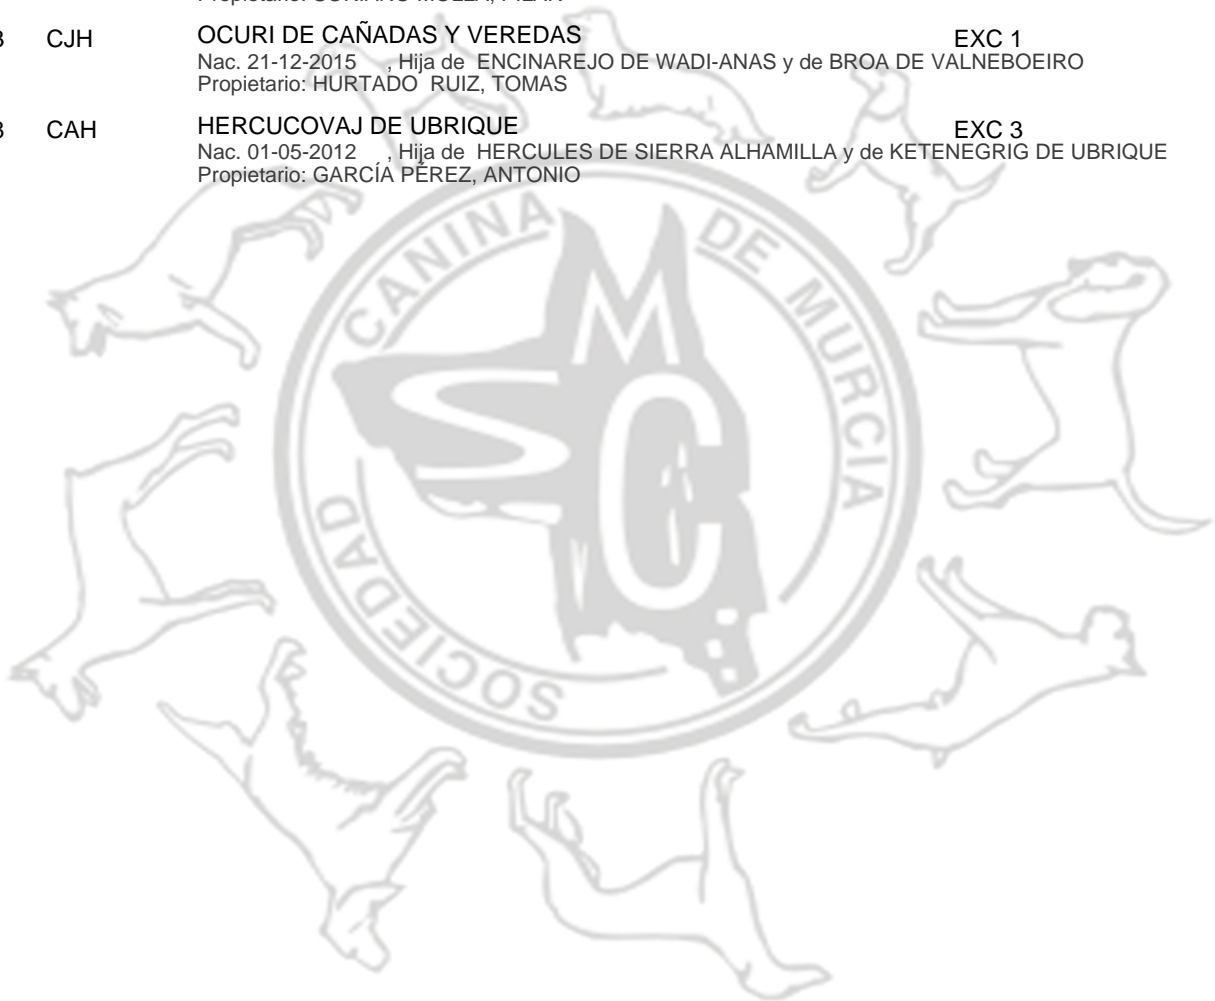 3 CJH OCURI DE CAÑADAS Y VEREDAS EXC 1
Nac. 21-12-2015 , Hija de ENCINAREJO DE WADI-ANAS y de BROA DE VALNEBOEIRO
Propietario: HURTADO RUIZ, TOMAS
3 CAH HERCUCOVAJ DE UBRIQUE EXC 3
Nac. 01-05-2012 , Hija de HERCULES DE SIERRA ALHAMILLA y de KETENEGRIG DE UBRIQUE
Propietario: GARCÍA PÉREZ, ANTONIO
SOCIEDAD CANINA DE MURCIA
M
S C